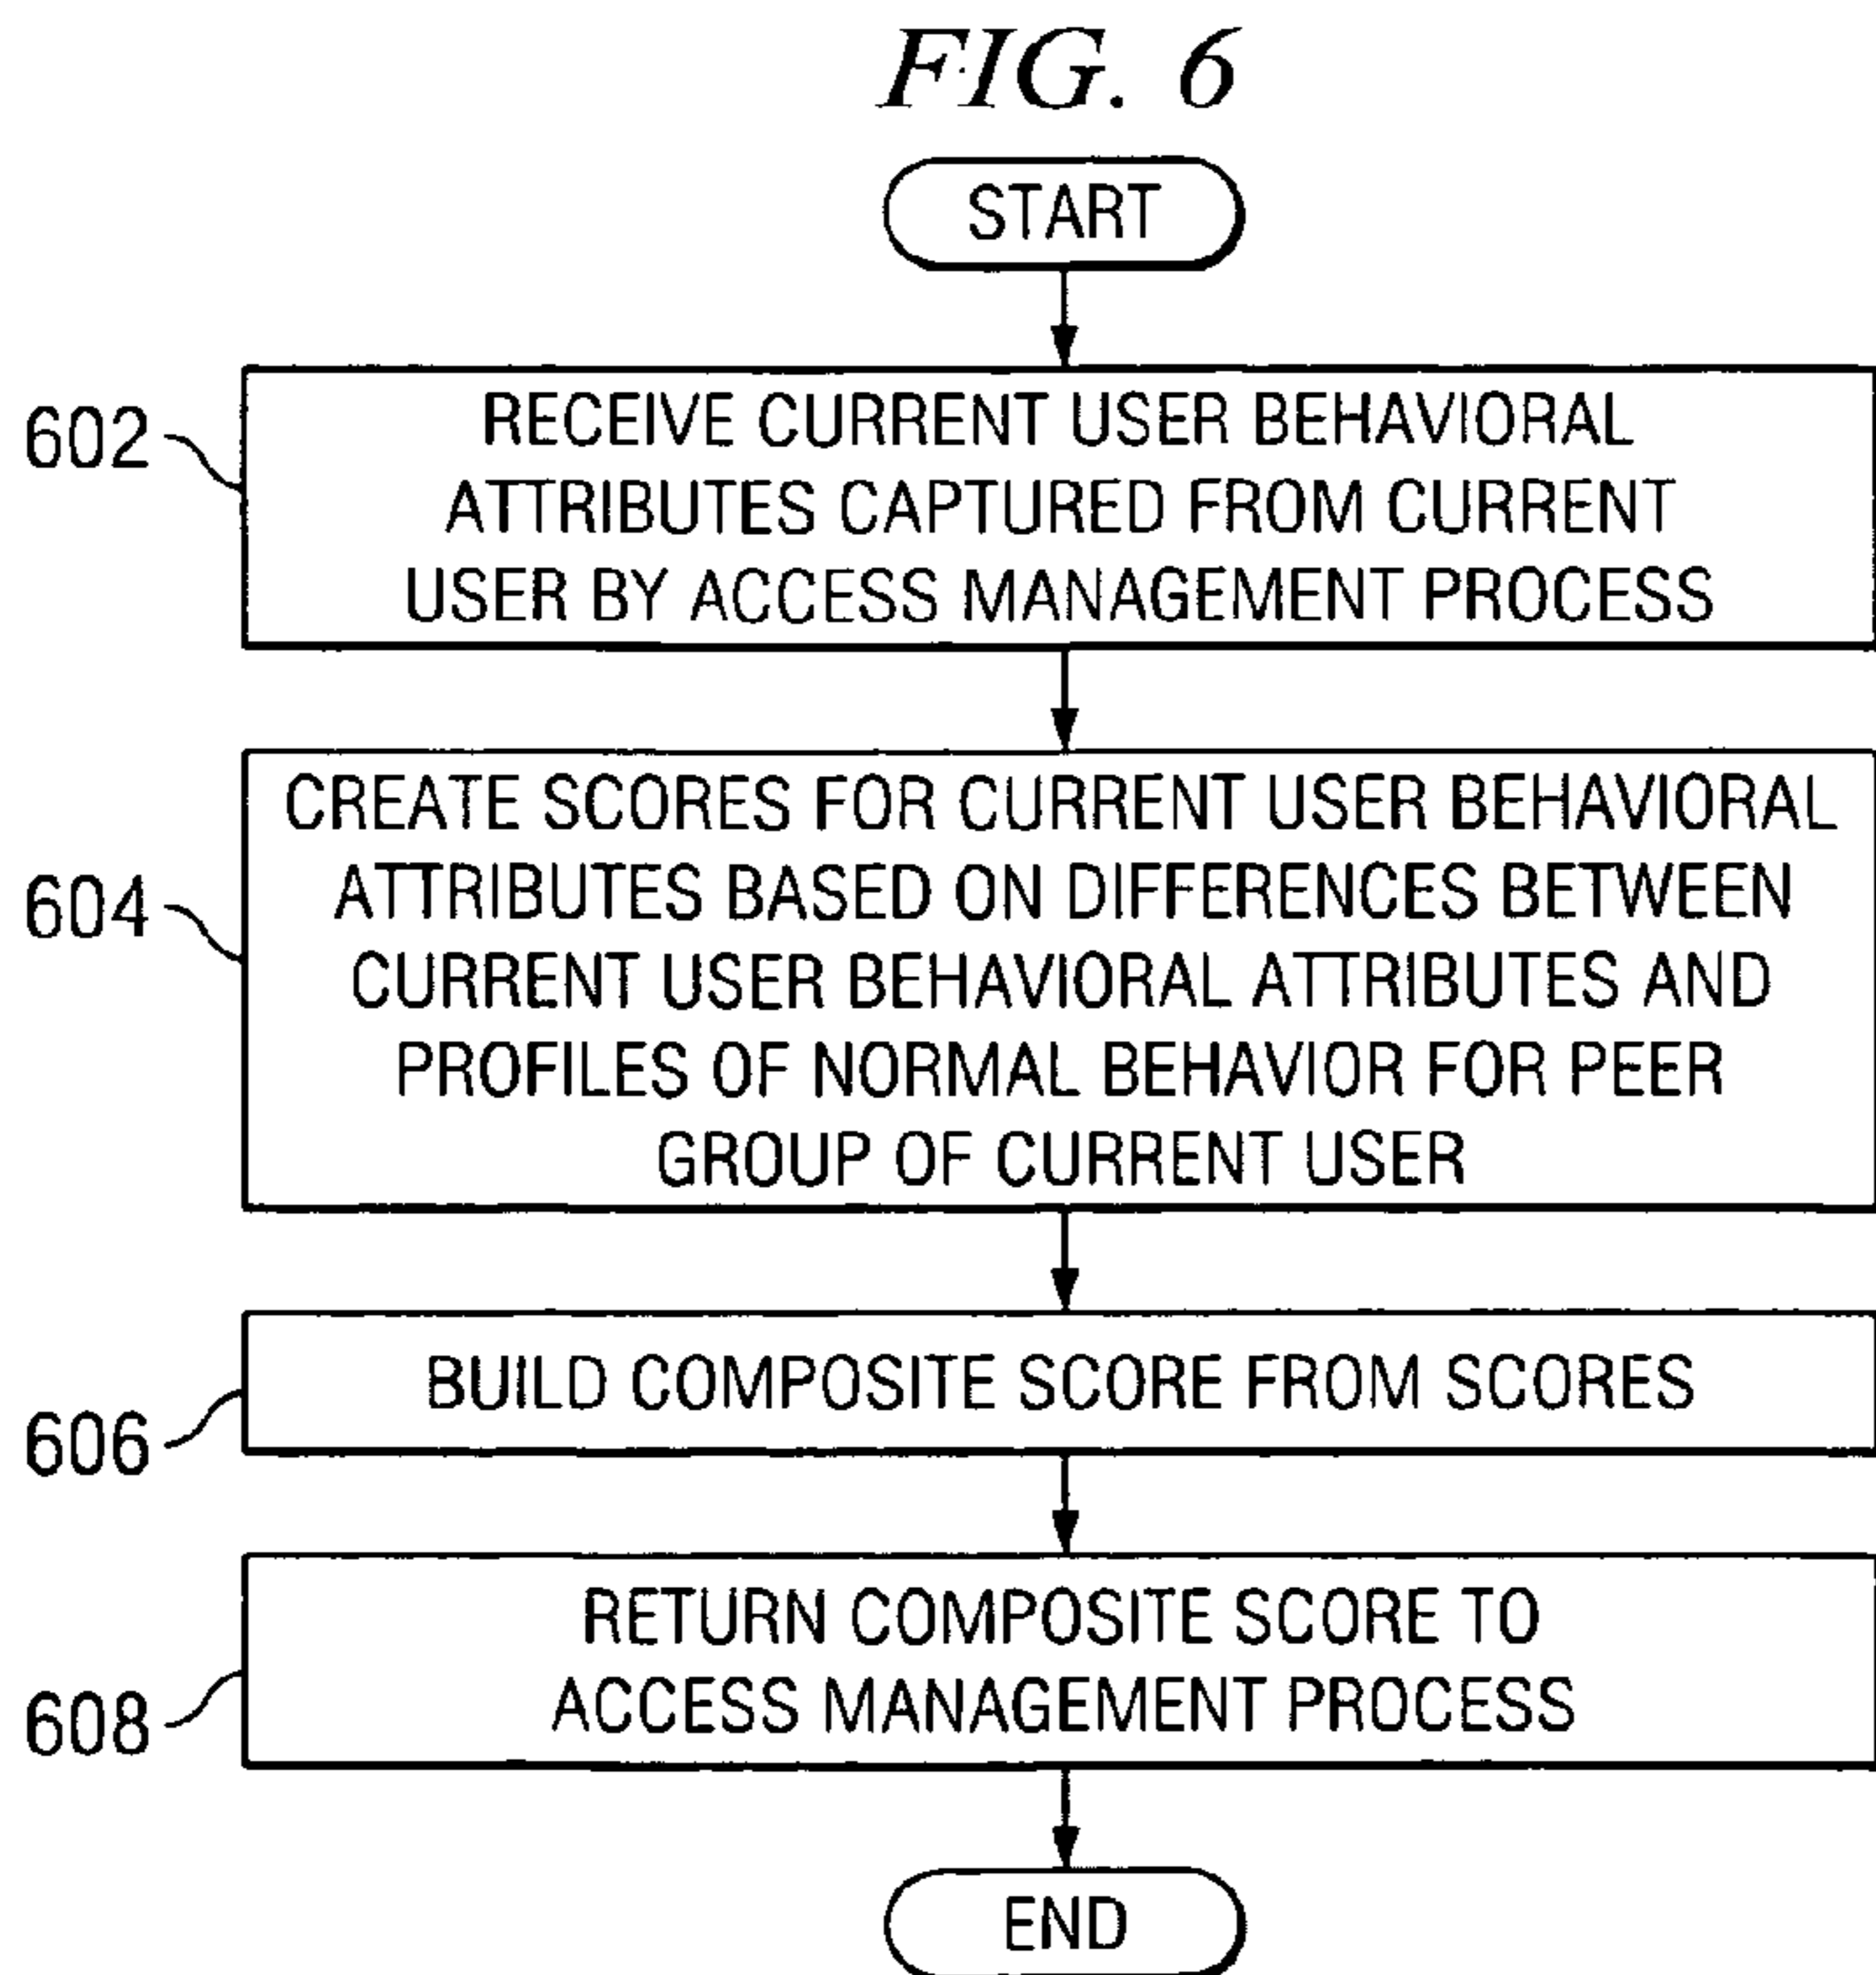 FIG. 6
START
602
RECEIVE CURRENT USER BEHAVIORAL
ATTRIBUTES CAPTURED FROM CURRENT
USER BY ACCESS MANAGEMENT PROCESS
604
CREATE SCORES FOR CURRENT USER BEHAVIORAL
ATTRIBUTES BASED ON DIFFERENCES BETWEEN
CURRENT USER BEHAVIORAL ATTRIBUTES AND
PROFILES OF NORMAL BEHAVIOR FOR PEER
GROUP OF CURRENT USER
606
BUILD COMPOSITE SCORE FROM SCORES
608
RETURN COMPOSITE SCORE TO
ACCESS MANAGEMENT PROCESS
END